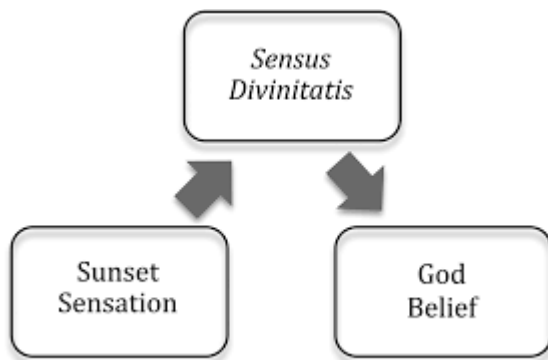 Sensus
Divinitatis
Sunset
Sensation
God
Belief